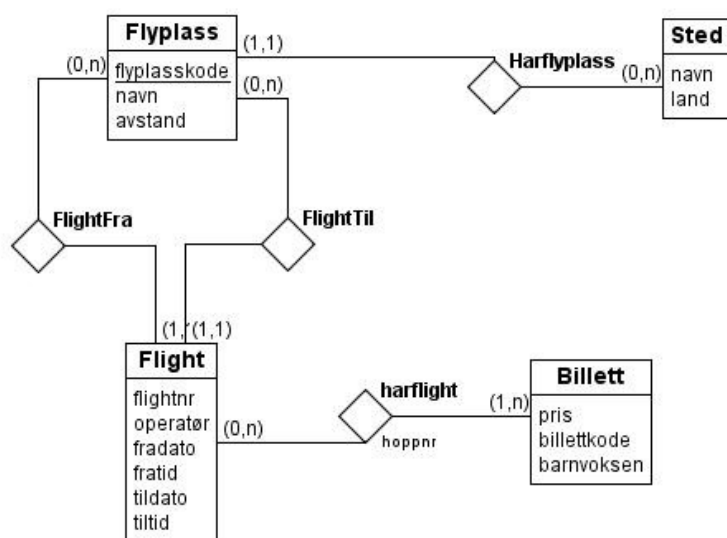 Flyplass
flyplasskode
navn
avstand
(1,1)
(0,n)
(0,n)
Harflyplass
(0,n)
Sted
navn
land
FlightFra
FlightTil
(1,
(1,1)
Flight
flightnr
operatør
fradato
fratid
tildato
tiltid
(0,n)
harflight
hoppnr
(1,n)
Billett
pris
billettkode
barnvoksen